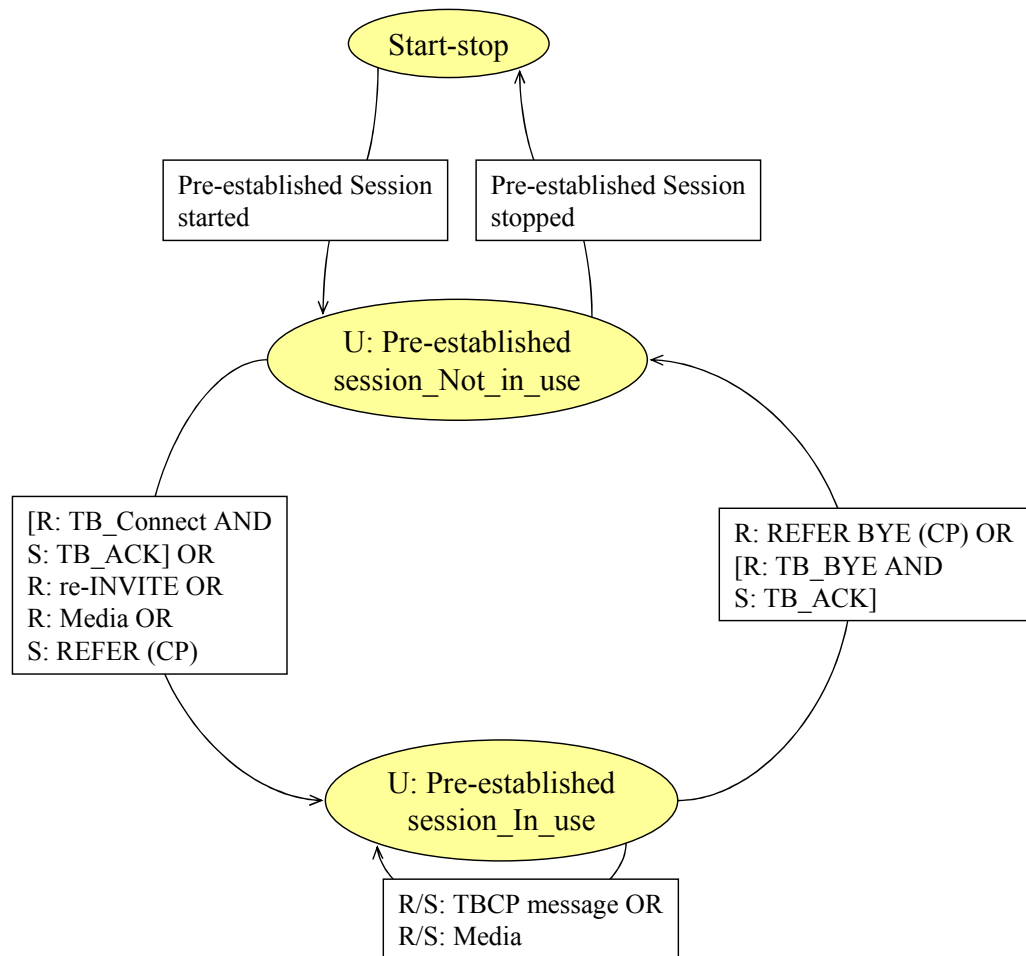 Start-stop
Pre-established Session
started
Pre-established Session
stopped
U: Pre-established
session_Not_in_use
[R: TB_Connect AND
S: TB_ACK] OR
R: re-INVITE OR
R: Media OR
S: REFER (CP)
R: REFER BYE (CP) OR
[R: TB_BYE AND
S: TB_ACK]
U: Pre-established
session_In_use
R/S: TBCP message OR
R/S: Media